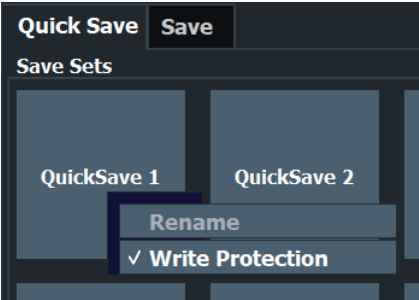 Quick Save Save
Save Sets
QuickSave 1 QuickSave 2
Rename
✓ Write Protection